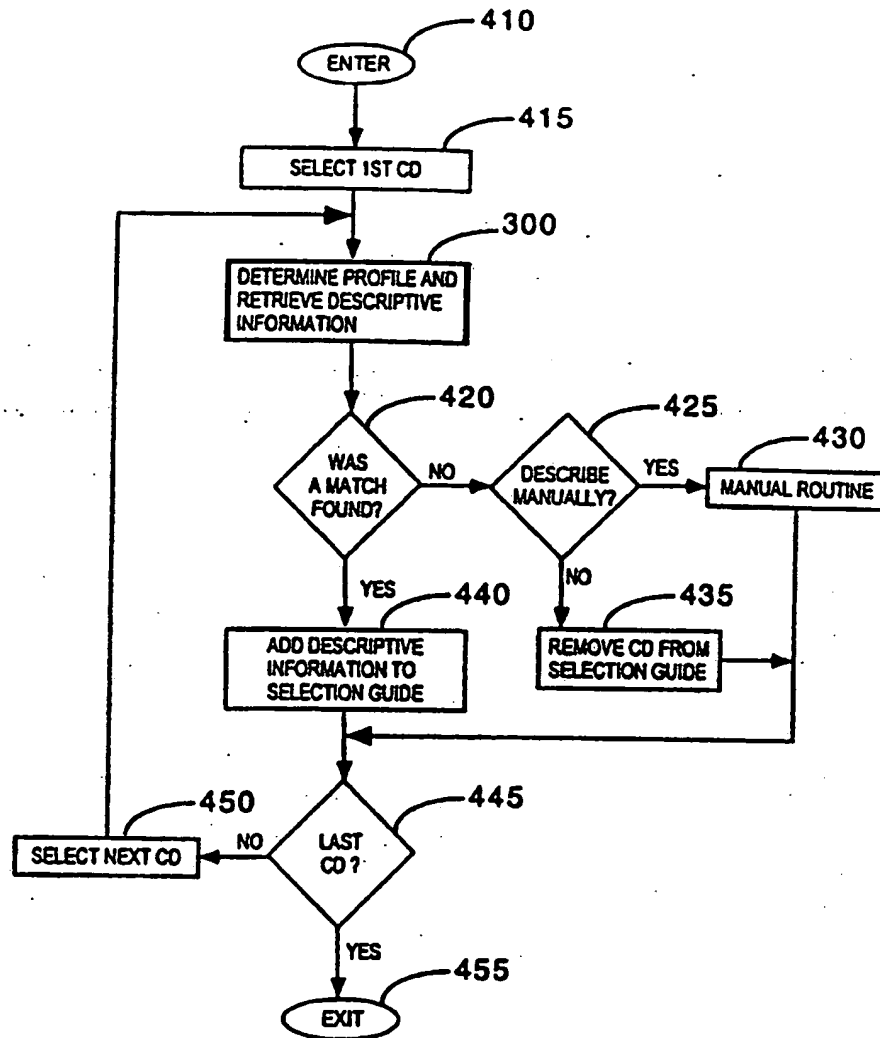 410
ENTER
415
SELECT 1ST CD
300
DETERMINE PROFILE AND
RETRIEVE DESCRIPTIVE
INFORMATION
420
WAS
A MATCH
FOUND?
NO
425
DESCRIBE
MANUALLY?
YES
430
MANUAL ROUTINE
YES
NO
440
ADD DESCRIPTIVE
INFORMATION TO
SELECTION GUIDE
435
REMOVE CD FROM
SELECTION GUIDE
445
LAST
CD ?
NO
450
SELECT NEXT CD
YES
455
EXIT